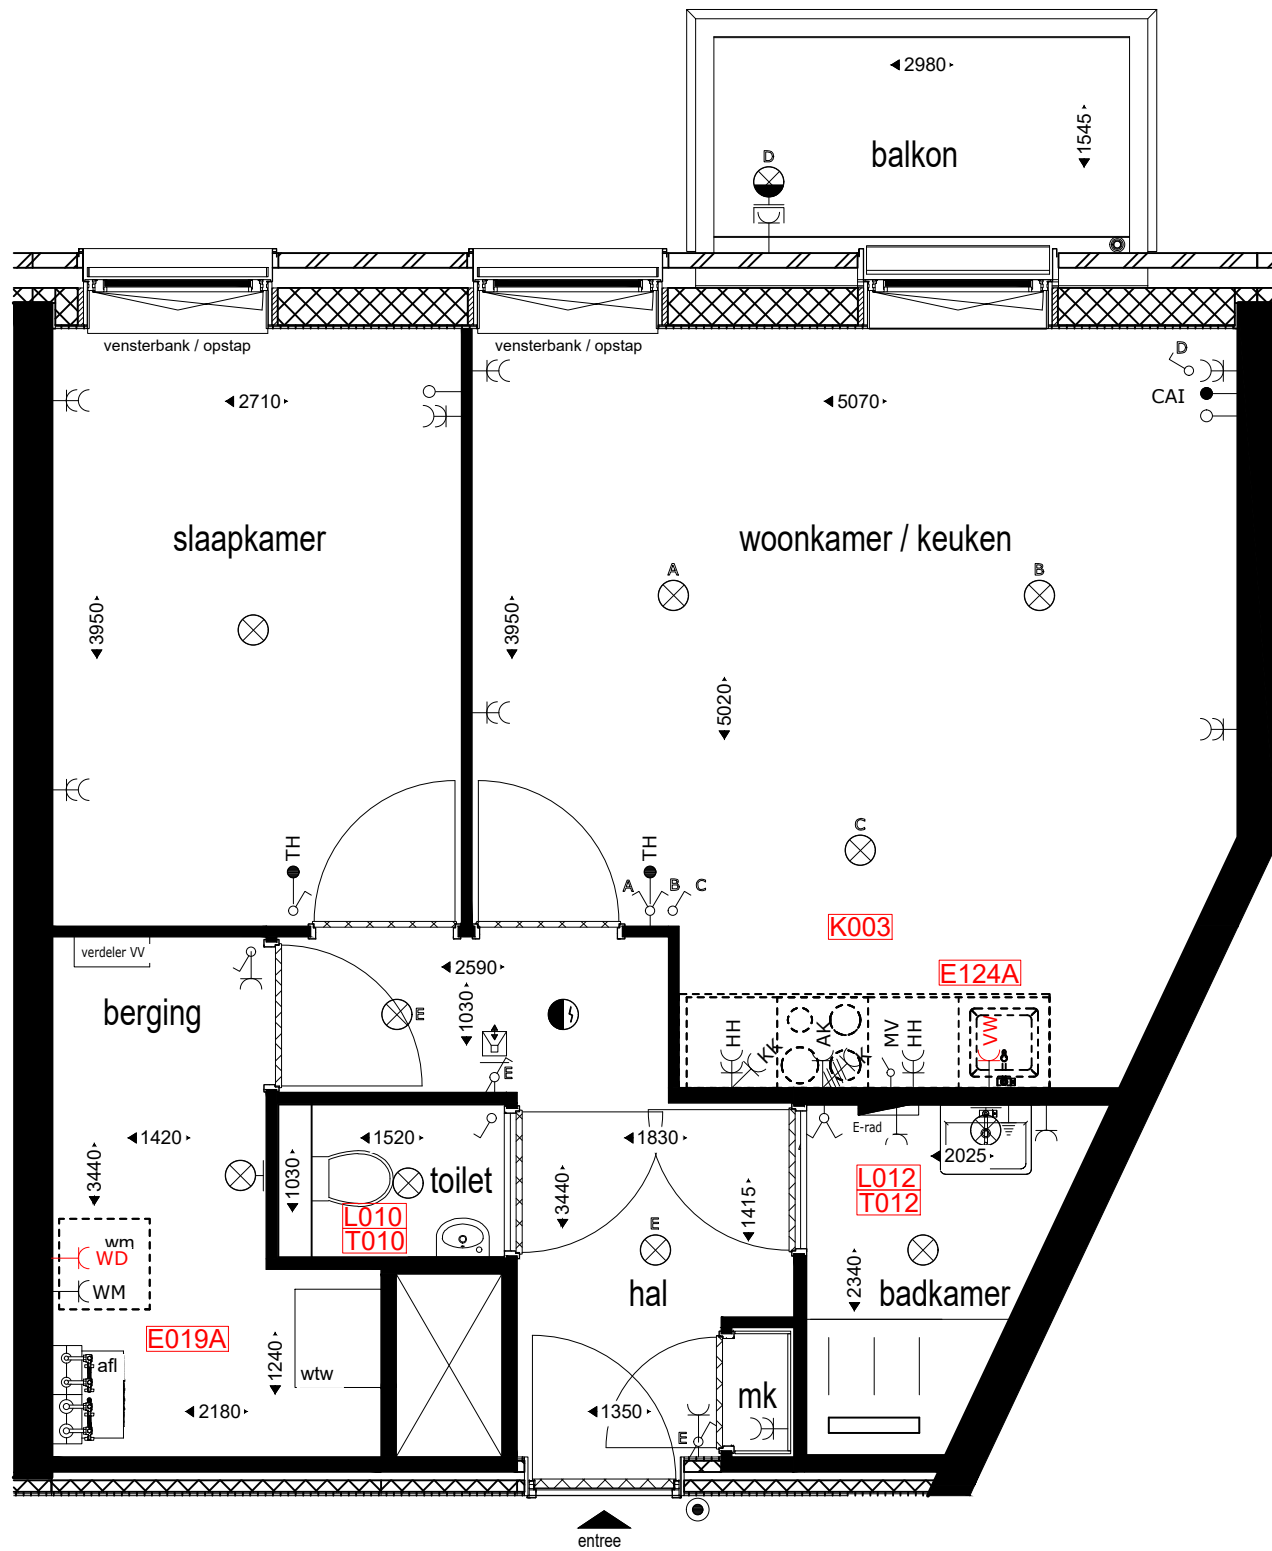 2980
1545
balkon
D
vensterbank / opstap
vensterbank / opstap
D
CAI
2710
5070
slaapkamer
woonkamer / keuken
A
B
3950
3950
5020
C
TH
TH
A
B
C
K003
E124A
verdeler VV
2590
berging
E
1030
E
HH
KK
AK
MV
HH
VW
1420
1520
1830
E-rad
2025
3440
1030
toilet
3440
1415
L012
T012
L010
T010
E
wm
WD
WM
hal
2340
badkamer
E019A
afl
1240
wtw
mk
2180
1350
E
entree